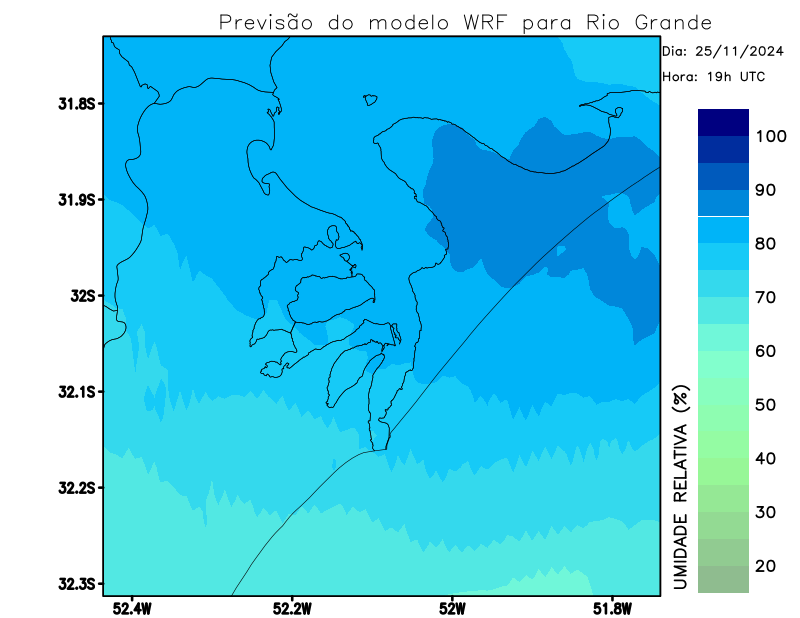 Previsão do modelo WRF para Rio Grande
Dia: 25/11/2024
Hora: 19h UTC
31.8S
31.9S
32S
32.1S
32.2S
32.3S
52.4W
52.2W
52W
51.8W
100
90
80
70
60
50
40
30
20
UMIDADE RELATIVA (%)